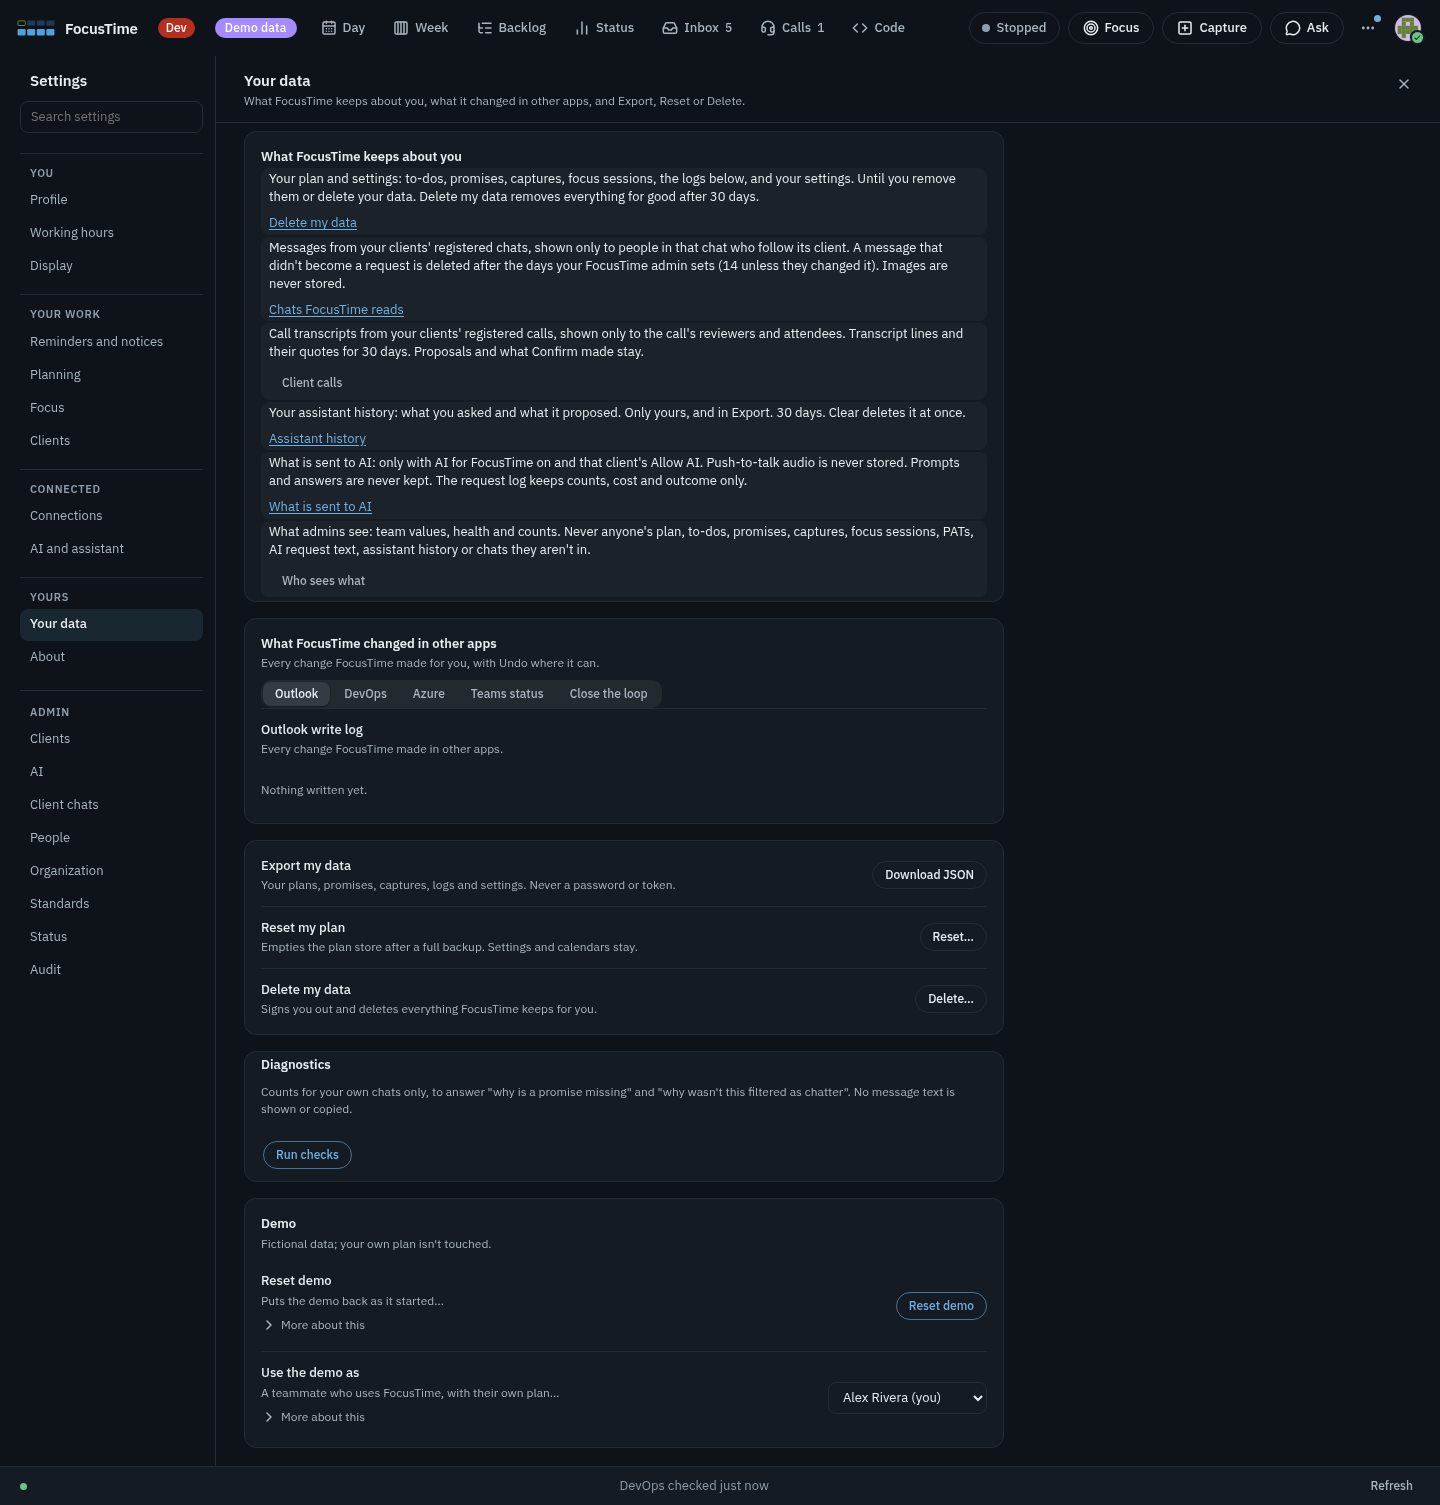 FocusTime
Dev
Demo data
Day
Week
Backlog
Status
Inbox 5
Calls 1
Code
Stopped
Focus
Capture
Ask
Settings
Search settings
YOU
Profile
Working hours
Display
YOUR WORK
Reminders and notices
Planning
Focus
Clients
CONNECTED
Connections
AI and assistant
YOURS
Your data
About
ADMIN
Clients
AI
Client chats
People
Organization
Standards
Status
Audit
Your data
What FocusTime keeps about you, what it changed in other apps, and Export, Reset or Delete.
What FocusTime keeps about you
Your plan and settings: to-dos, promises, captures, focus sessions, the logs below, and your settings. Until you remove
them or delete your data. Delete my data removes everything for good after 30 days.
Delete my data
Messages from your clients' registered chats, shown only to people in that chat who follow its client. A message that
didn't become a request is deleted after the days your FocusTime admin sets (14 unless they changed it). Images are
never stored.
Chats FocusTime reads
Call transcripts from your clients' registered calls, shown only to the call's reviewers and attendees. Transcript lines and
their quotes for 30 days. Proposals and what Confirm made stay.
Client calls
Your assistant history: what you asked and what it proposed. Only yours, and in Export. 30 days. Clear deletes it at once.
Assistant history
What is sent to AI: only with AI for FocusTime on and that client's Allow AI. Push-to-talk audio is never stored. Prompts
and answers are never kept. The request log keeps counts, cost and outcome only.
What is sent to AI
What admins see: team values, health and counts. Never anyone's plan, to-dos, promises, captures, focus sessions, PATs,
AI request text, assistant history or chats they aren't in.
Who sees what
What FocusTime changed in other apps
Every change FocusTime made for you, with Undo where it can.
Outlook
DevOps
Azure
Teams status
Close the loop
Outlook write log
Every change FocusTime made in other apps.
Nothing written yet.
Export my data
Your plans, promises, captures, logs and settings. Never a password or token.
Download JSON
Reset my plan
Empties the plan store after a full backup. Settings and calendars stay.
Reset...
Delete my data
Signs you out and deletes everything FocusTime keeps for you.
Delete...
Diagnostics
Counts for your own chats only, to answer "why is a promise missing" and "why wasn't this filtered as chatter". No message text is
shown or copied.
Run checks
Demo
Fictional data; your own plan isn't touched.
Reset demo
Puts the demo back as it started...
More about this
Reset demo
Use the demo as
A teammate who uses FocusTime, with their own plan...
More about this
Alex Rivera (you)
DevOps checked just now
Refresh